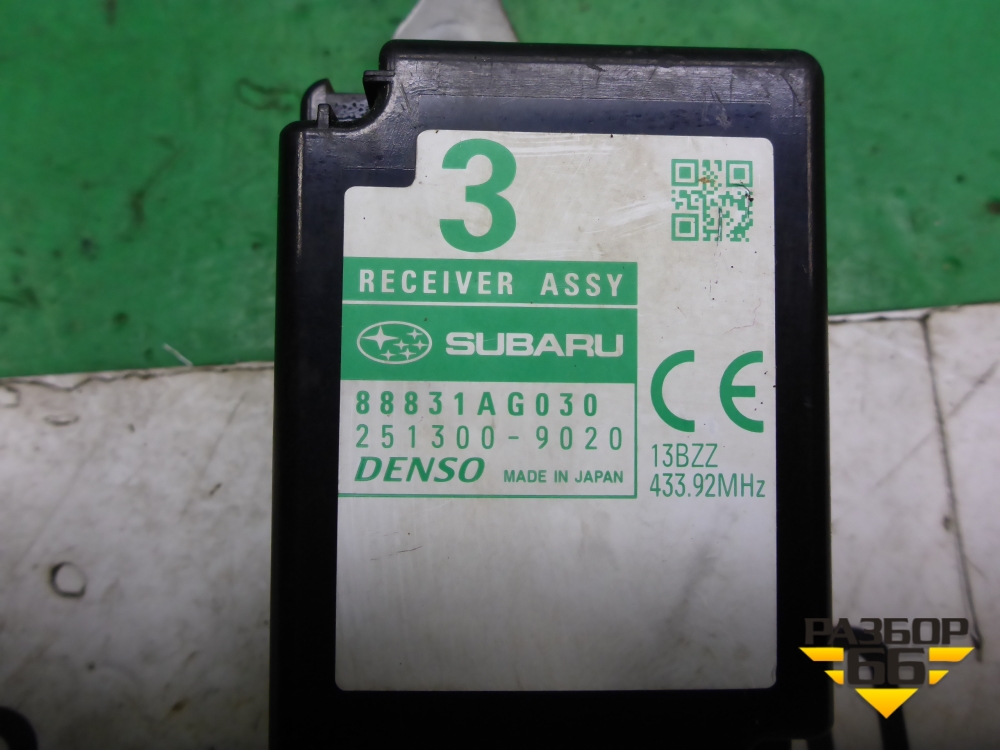 3
RECEIVER ASSY
SUBARU
88831AG030
251300-9020
DENSO MADE IN JAPAN
CE
13BZZ
433.92MHz
РАЗБОР
66